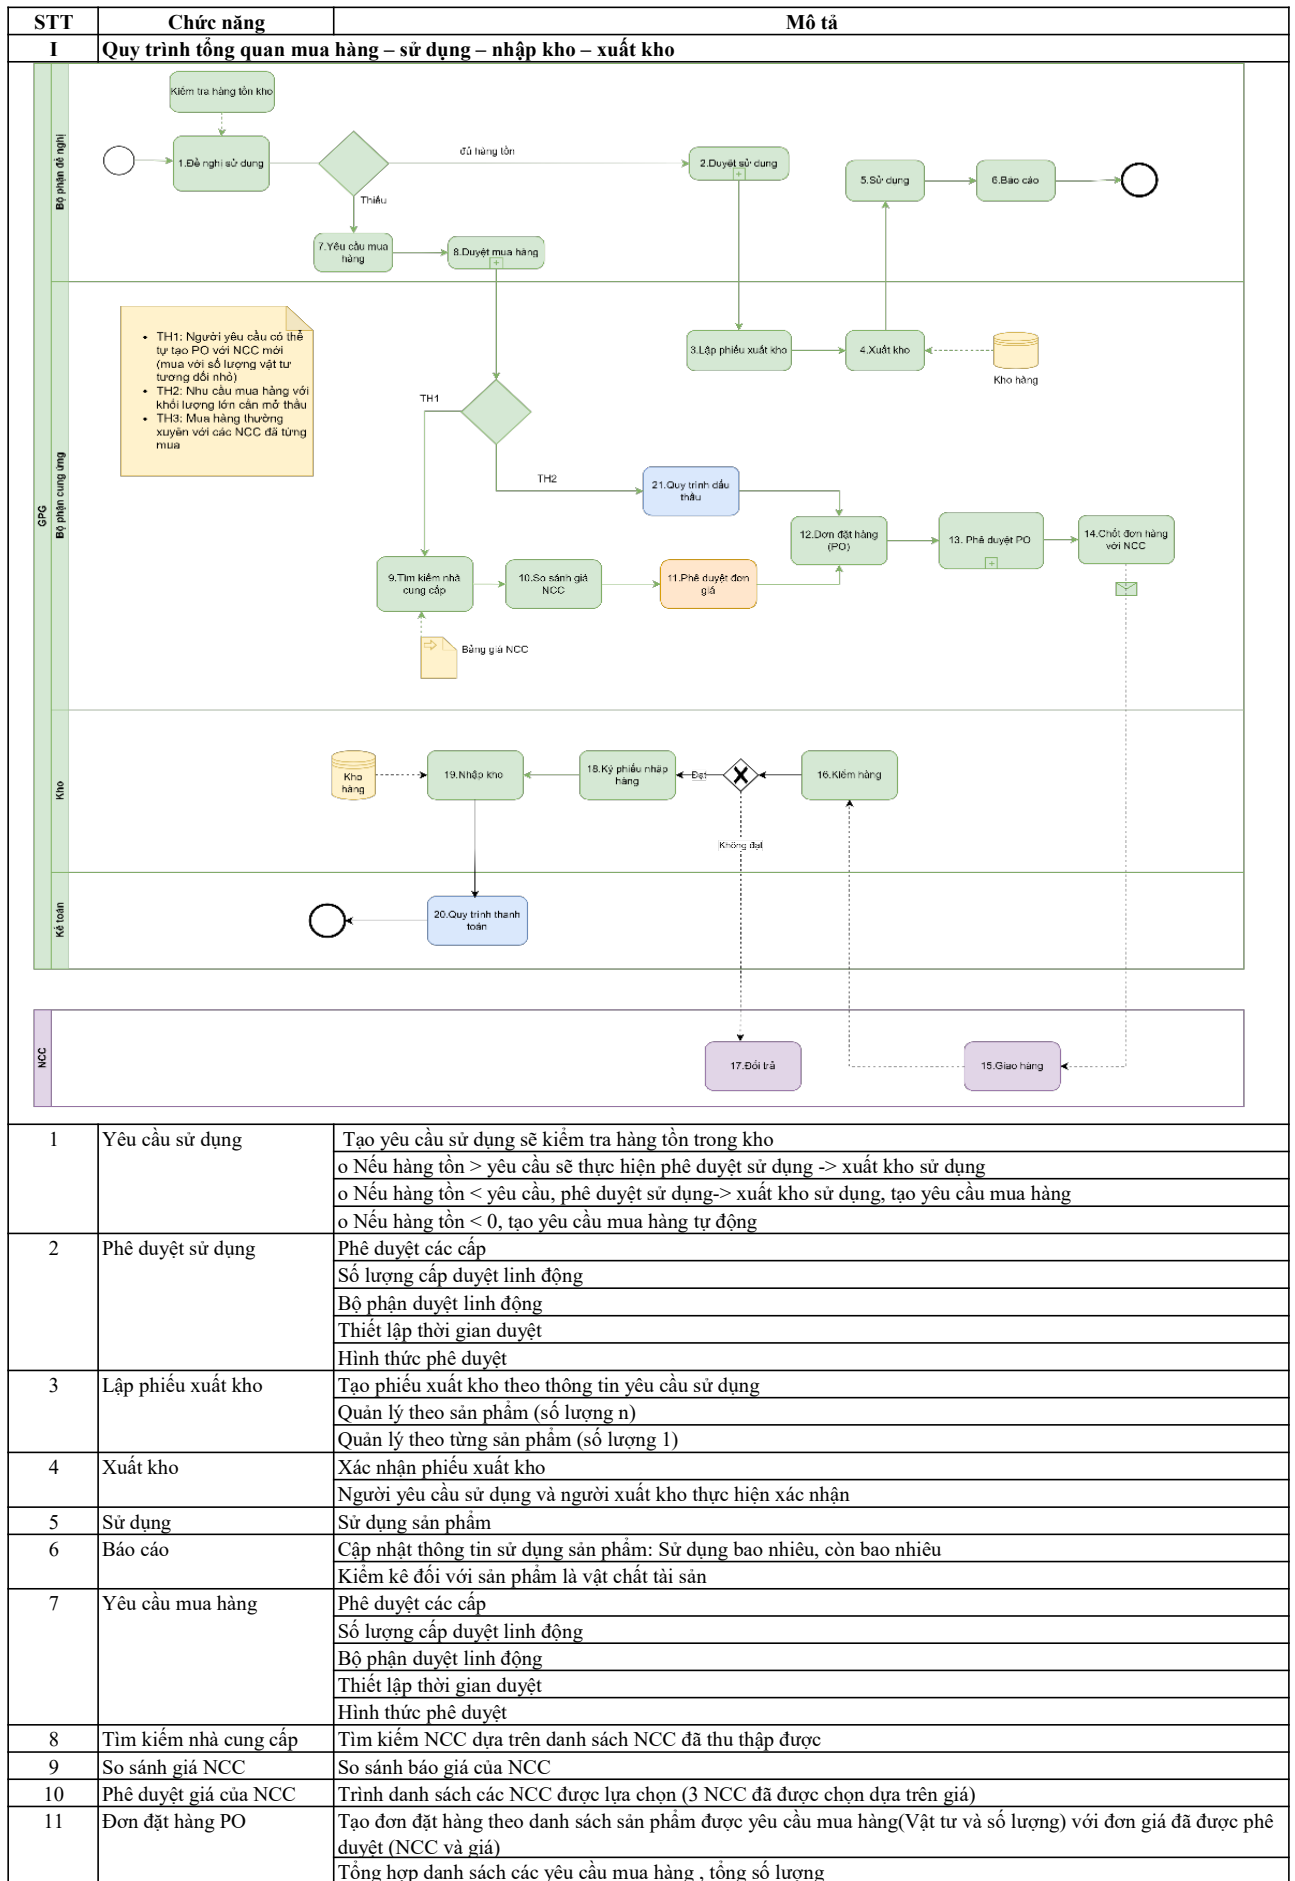 STT Chức năng Mô tả
I Quy trình tổng quan mua hàng – sử dụng – nhập kho – xuất kho
GPG
Bộ phận đề nghị
Kiểm tra hàng tồn kho
1.Đề nghị sử dụng
đủ hàng tồn
Thiếu
2.Duyệt sử dụng
5.Sử dụng
6.Báo cáo
7.Yêu cầu mua
hàng
8.Duyệt mua hàng
Bộ phận cung ứng
• TH1: Người yêu cầu có thể
tự tạo PO với NCC mới
(mua với số lượng vật tư
tương đối nhỏ)
• TH2: Nhu cầu mua hàng với
khối lượng lớn cần mở thầu
• TH3: Mua hàng thường
xuyên với các NCC đã từng
mua
3.Lập phiếu xuất kho
4.Xuất kho
Kho hàng
TH1
TH2
21.Quy trình đấu
thầu
12.Đơn đặt hàng
(PO)
13. Phê duyệt PO
14.Chốt đơn hàng
với NCC
9.Tìm kiếm nhà
cung cấp
10.So sánh giá
NCC
11.Phê duyệt đơn
giá
Bảng giá NCC
Kho
Kho
hàng
19.Nhập kho
18.Ký phiếu nhập
hàng
Đạt
16.Kiểm hàng
Không đạt
Kế toán
20.Quy trình thanh
toán
NCC
17.Đổi trả
15.Giao hàng
1 Yêu cầu sử dụng Tạo yêu cầu sử dụng sẽ kiểm tra hàng tồn trong kho
o Nếu hàng tồn > yêu cầu sẽ thực hiện phê duyệt sử dụng -> xuất kho sử dụng
o Nếu hàng tồn < yêu cầu, phê duyệt sử dụng-> xuất kho sử dụng, tạo yêu cầu mua hàng
o Nếu hàng tồn < 0, tạo yêu cầu mua hàng tự động
2 Phê duyệt sử dụng Phê duyệt các cấp
Số lượng cấp duyệt linh động
Bộ phận duyệt linh động
Thiết lập thời gian duyệt
Hình thức phê duyệt
3 Lập phiếu xuất kho Tạo phiếu xuất kho theo thông tin yêu cầu sử dụng
Quản lý theo sản phẩm (số lượng n)
Quản lý theo từng sản phẩm (số lượng 1)
4 Xuất kho Xác nhận phiếu xuất kho
Người yêu cầu sử dụng và người xuất kho thực hiện xác nhận
5 Sử dụng Sử dụng sản phẩm
6 Báo cáo Cập nhật thông tin sử dụng sản phẩm: Sử dụng bao nhiêu, còn bao nhiêu
Kiểm kê đối với sản phẩm là vật chất tài sản
7 Yêu cầu mua hàng Phê duyệt các cấp
Số lượng cấp duyệt linh động
Bộ phận duyệt linh động
Thiết lập thời gian duyệt
Hình thức phê duyệt
8 Tìm kiếm nhà cung cấp Tìm kiếm NCC dựa trên danh sách NCC đã thu thập được
9 So sánh giá NCC So sánh báo giá của NCC
10 Phê duyệt giá của NCC Trình danh sách các NCC được lựa chọn (3 NCC đã được chọn dựa trên giá)
11 Đơn đặt hàng PO Tạo đơn đặt hàng theo danh sách sản phẩm được yêu cầu mua hàng(Vật tư và số lượng) với đơn giá đã được phê
duyệt (NCC và giá)
Tổng hợp danh sách các yêu cầu mua hàng , tổng số lượng